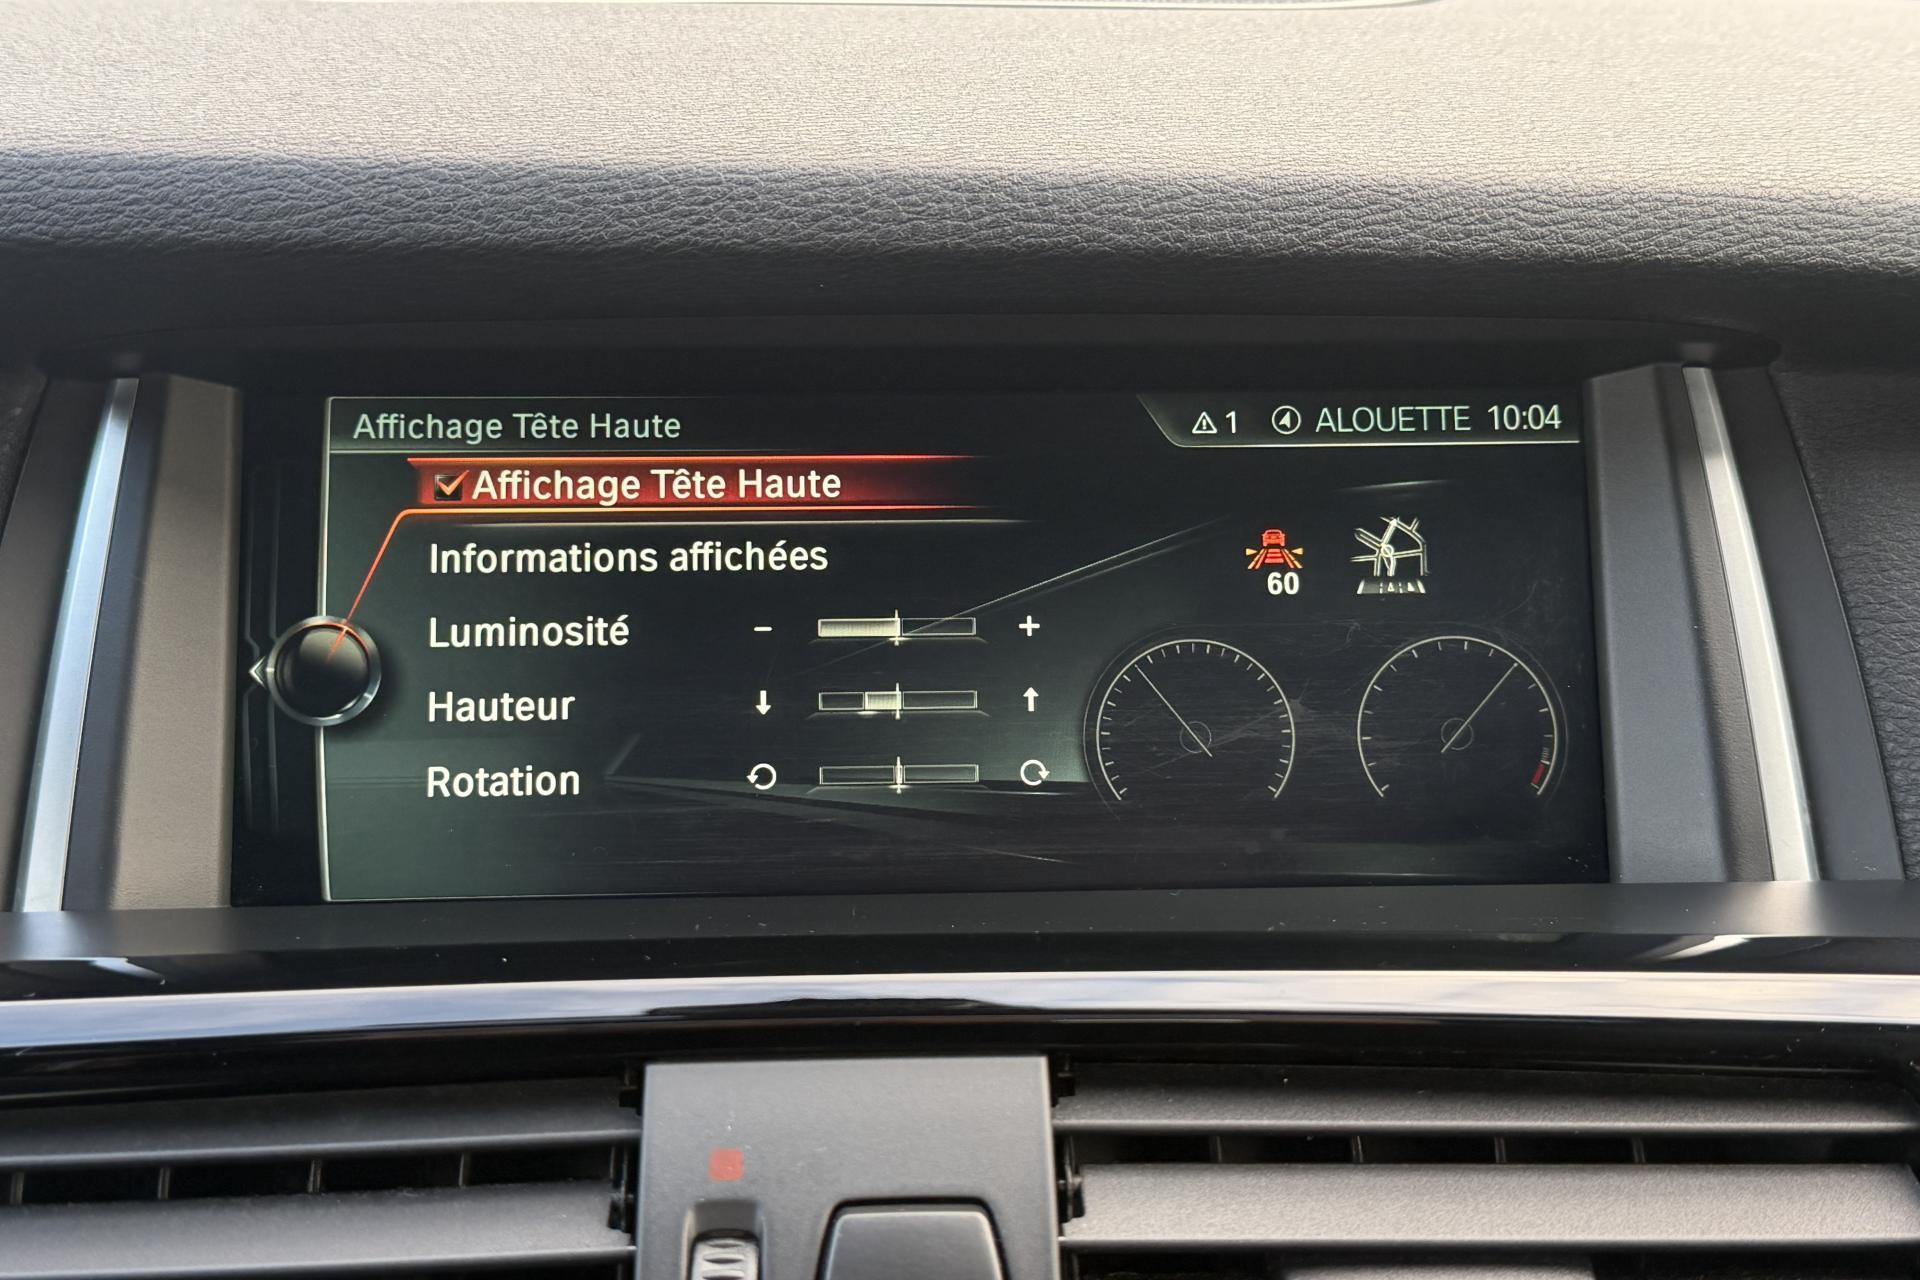 Affichage Tête Haute
1 ALOUETTE 10:04
Affichage Tête Haute
Informations affichées
60
Luminosité - +
Hauteur
Rotation